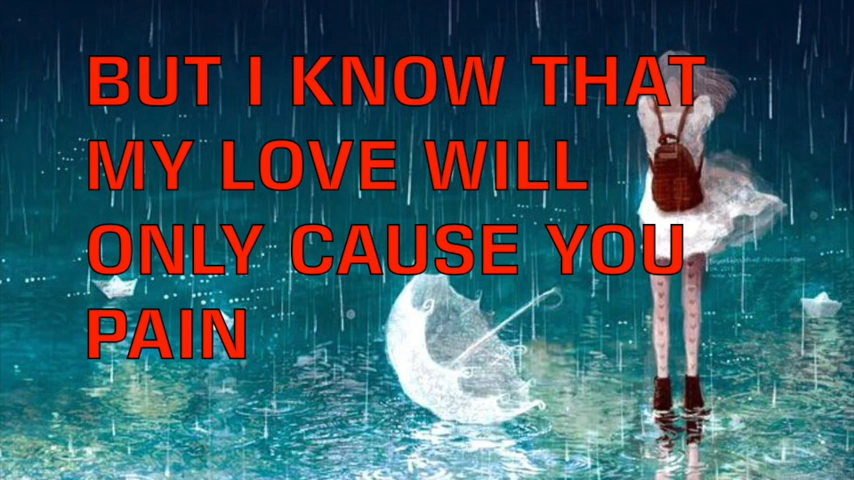 BUT I KNOW THAT
MY LOVE WILL
ONLY CAUSE YOU
PAIN